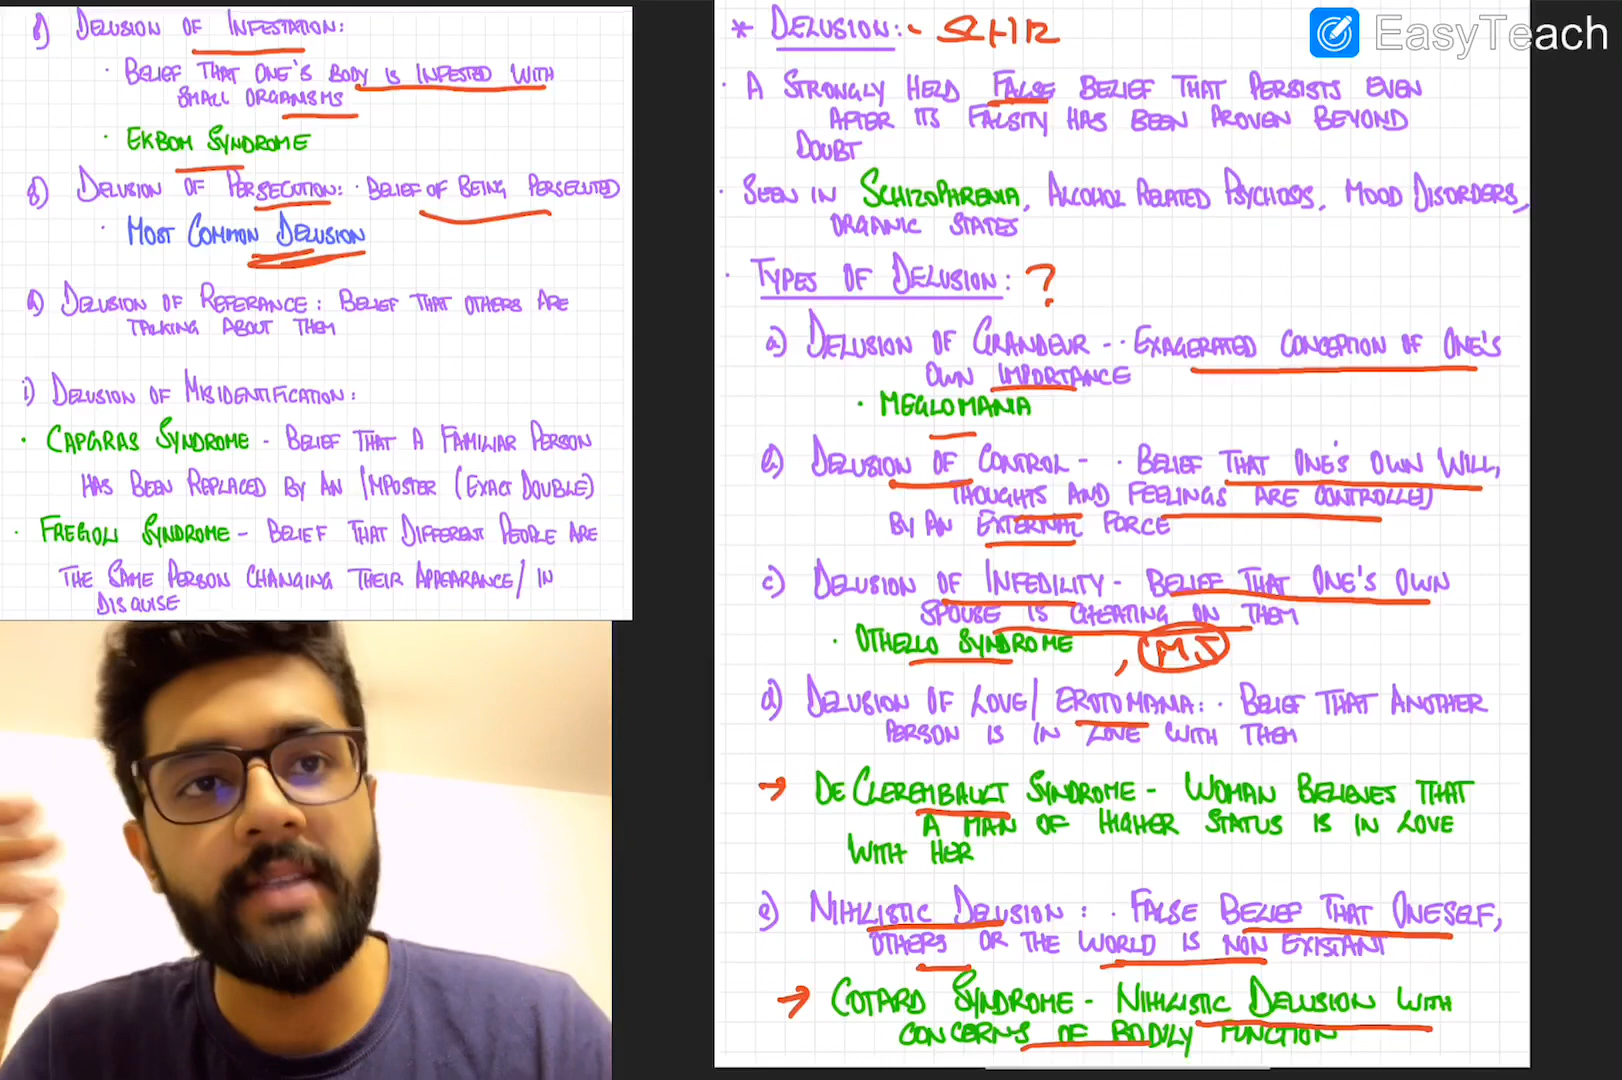 f) DELUSION OF INFESTATION:
· BELIEF THAT ONE'S BODY IS INFESTED WITH
SMALL ORGANISMS
· EKBOM SYNDROME
g) DELUSION OF PERSECUTION: · BELIEF OF BEING PERSECUTED
· MOST COMMON DELUSION
h) DELUSION OF REFERANCE: BELIEF THAT OTHERS ARE
TALKING ABOUT THEM
i) DELUSION OF MISIDENTIFICATION:
· CAPGRAS SYNDROME - BELIEF THAT A FAMILIAR PERSON
HAS BEEN REPLACED BY AN IMPOSTER (EXACT DOUBLE)
· FREGOLI SYNDROME - BELIEF THAT DIFFERENT PEOPLE ARE
THE SAME PERSON CHANGING THEIR APPEARANCE/ IN
DISGUISE
EasyTeach
* DELUSION: - SCHIZ
· A STRONGLY HELD FALSE BELIEF THAT PERSISTS EVEN
AFTER ITS FALSITY HAS BEEN PROVEN BEYOND
DOUBT
· SEEN IN SCHIZOPHRENIA, ALCOHOL RELATED PSYCHOSIS, MOOD DISORDERS,
ORGANIC STATES
· TYPES OF DELUSION: ?
a) DELUSION OF GRANDEUR - · EXAGERATED CONCEPTION OF ONE'S
OWN IMPORTANCE
· MEGLOMANIA
b) DELUSION OF CONTROL - · BELIEF THAT ONE'S OWN WILL,
THOUGHTS AND FEELINGS ARE CONTROLLED
BY AN EXTERNAL FORCE
c) DELUSION OF INFEDILITY - BELIEF THAT ONE'S OWN
SPOUSE IS CHEATING ON THEM
· OTHELLO SYNDROME , MJ
d) DELUSION OF LOVE/ EROTOMANIA: · BELIEF THAT ANOTHER
PERSON IS IN LOVE WITH THEM
→ DE CLEREMBAULT SYNDROME - WOMAN BELIEVES THAT
A MAN OF HIGHER STATUS IS IN LOVE
WITH HER
e) NIHILISTIC DELUSION: · FALSE BELIEF THAT ONESELF,
OTHERS OR THE WORLD IS NON EXISTANT
→ COTARD SYNDROME - NIHILISTIC DELUSION WITH
CONCERNS OF BODILY FUNCTION